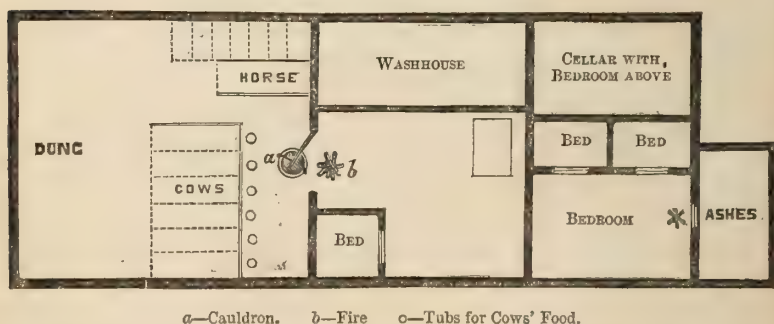 WASHHOUSE
CELLAR WITH,
BEDROOM ABOVE
HORSE
DUNG
BED
BED
a
b
COWS
BEDROOM
ASHES.
BED
a—Cauldron. b—Fire c—Tubs for Cows' Food.